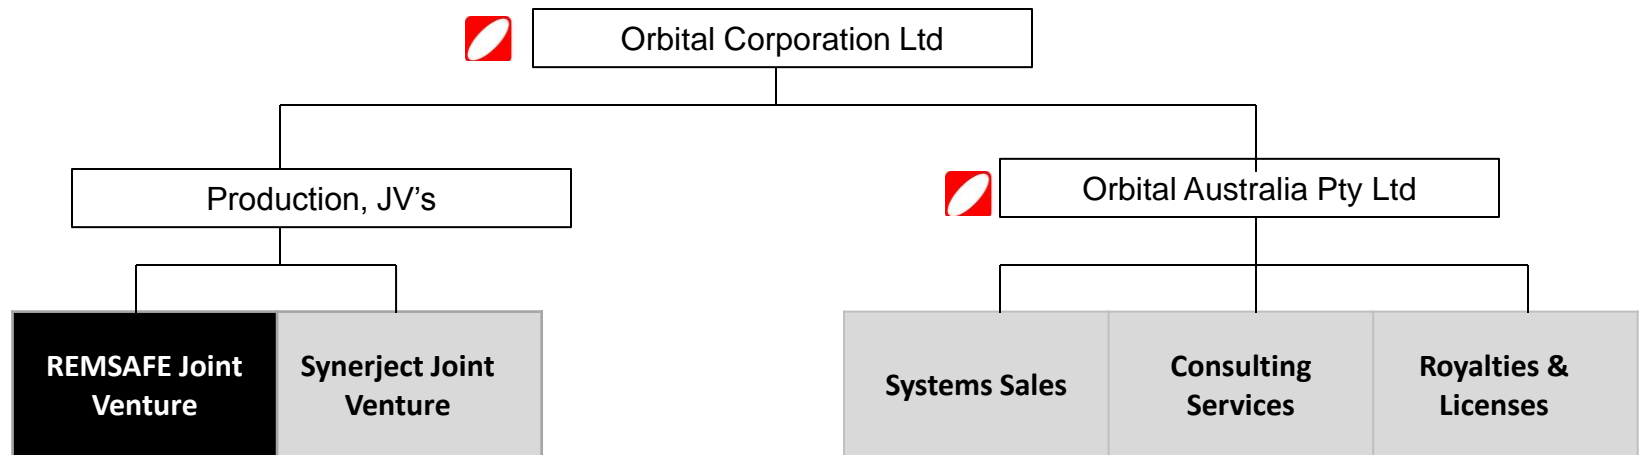 Orbital Corporation Ltd
Production, JV's
Orbital Australia Pty Ltd
REMSAFE Joint
Venture
Synerject Joint
Venture
Systems Sales
Consulting
Services
Royalties &
Licenses